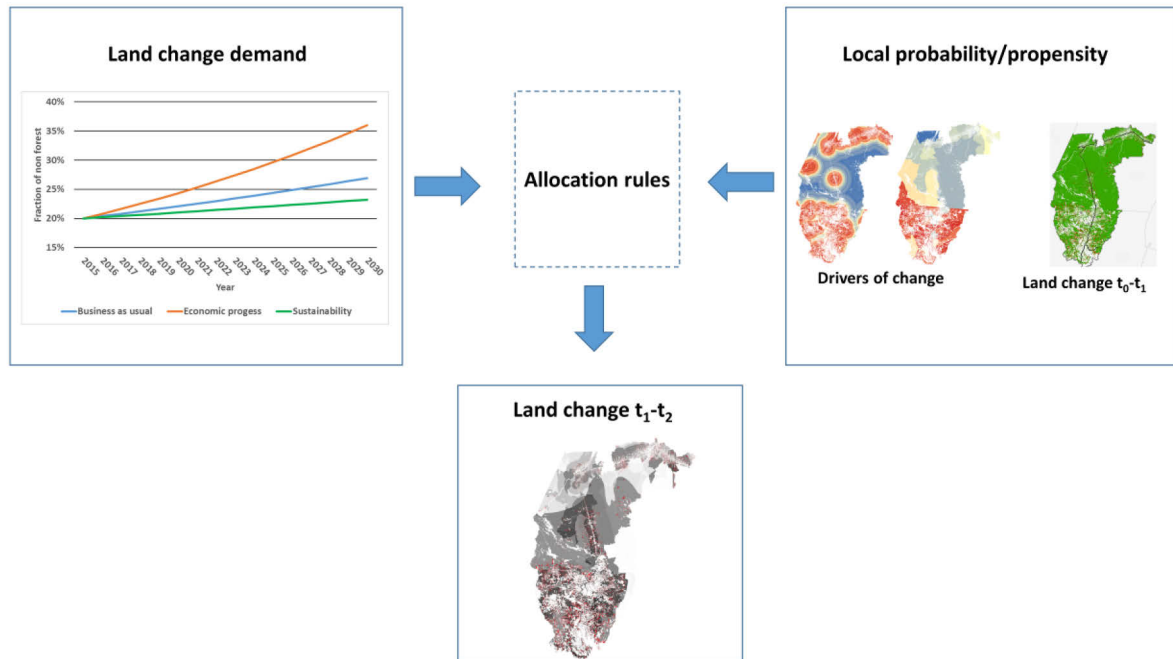 Land change demand
40%
35%
30%
25%
20%
15%
Fraction of non forest
2015 2016 2017 2018 2019 2020 2021 2022 2023 2024 2025 2026 2027 2028 2029 2030
Year
Business as usual Economic progess Sustainability
Allocation rules
Local probability/propensity
Drivers of change
Land change t₀-t₁
Land change t₁-t₂